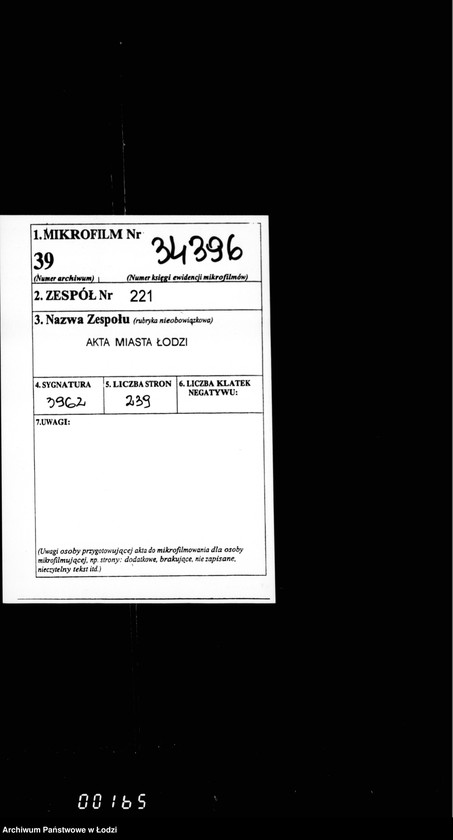 1.MIKROFILM Nr 34396
39
(Numer archiwum) (Numer księgi ewidencji mikrofilmów)
2. ZESPÓŁ Nr 221
3. Nazwa Zespołu (rubryka nieobowiązkowa)
AKTA MIASTA ŁODZI
4. SYGNATURA 5. LICZBA STRON 6. LICZBA KLATEK
NEGATYWU:
3962 239
7.UWAGI:
(Uwagi osoby przygotowującej akta do mikrofilmowania dla osoby
mikrofilmującej, np. strony: dodatkowe, brakujące, nie zapisane,
nieczytelny tekst itd.)
00165
Archiwum Państwowe w Łodzi